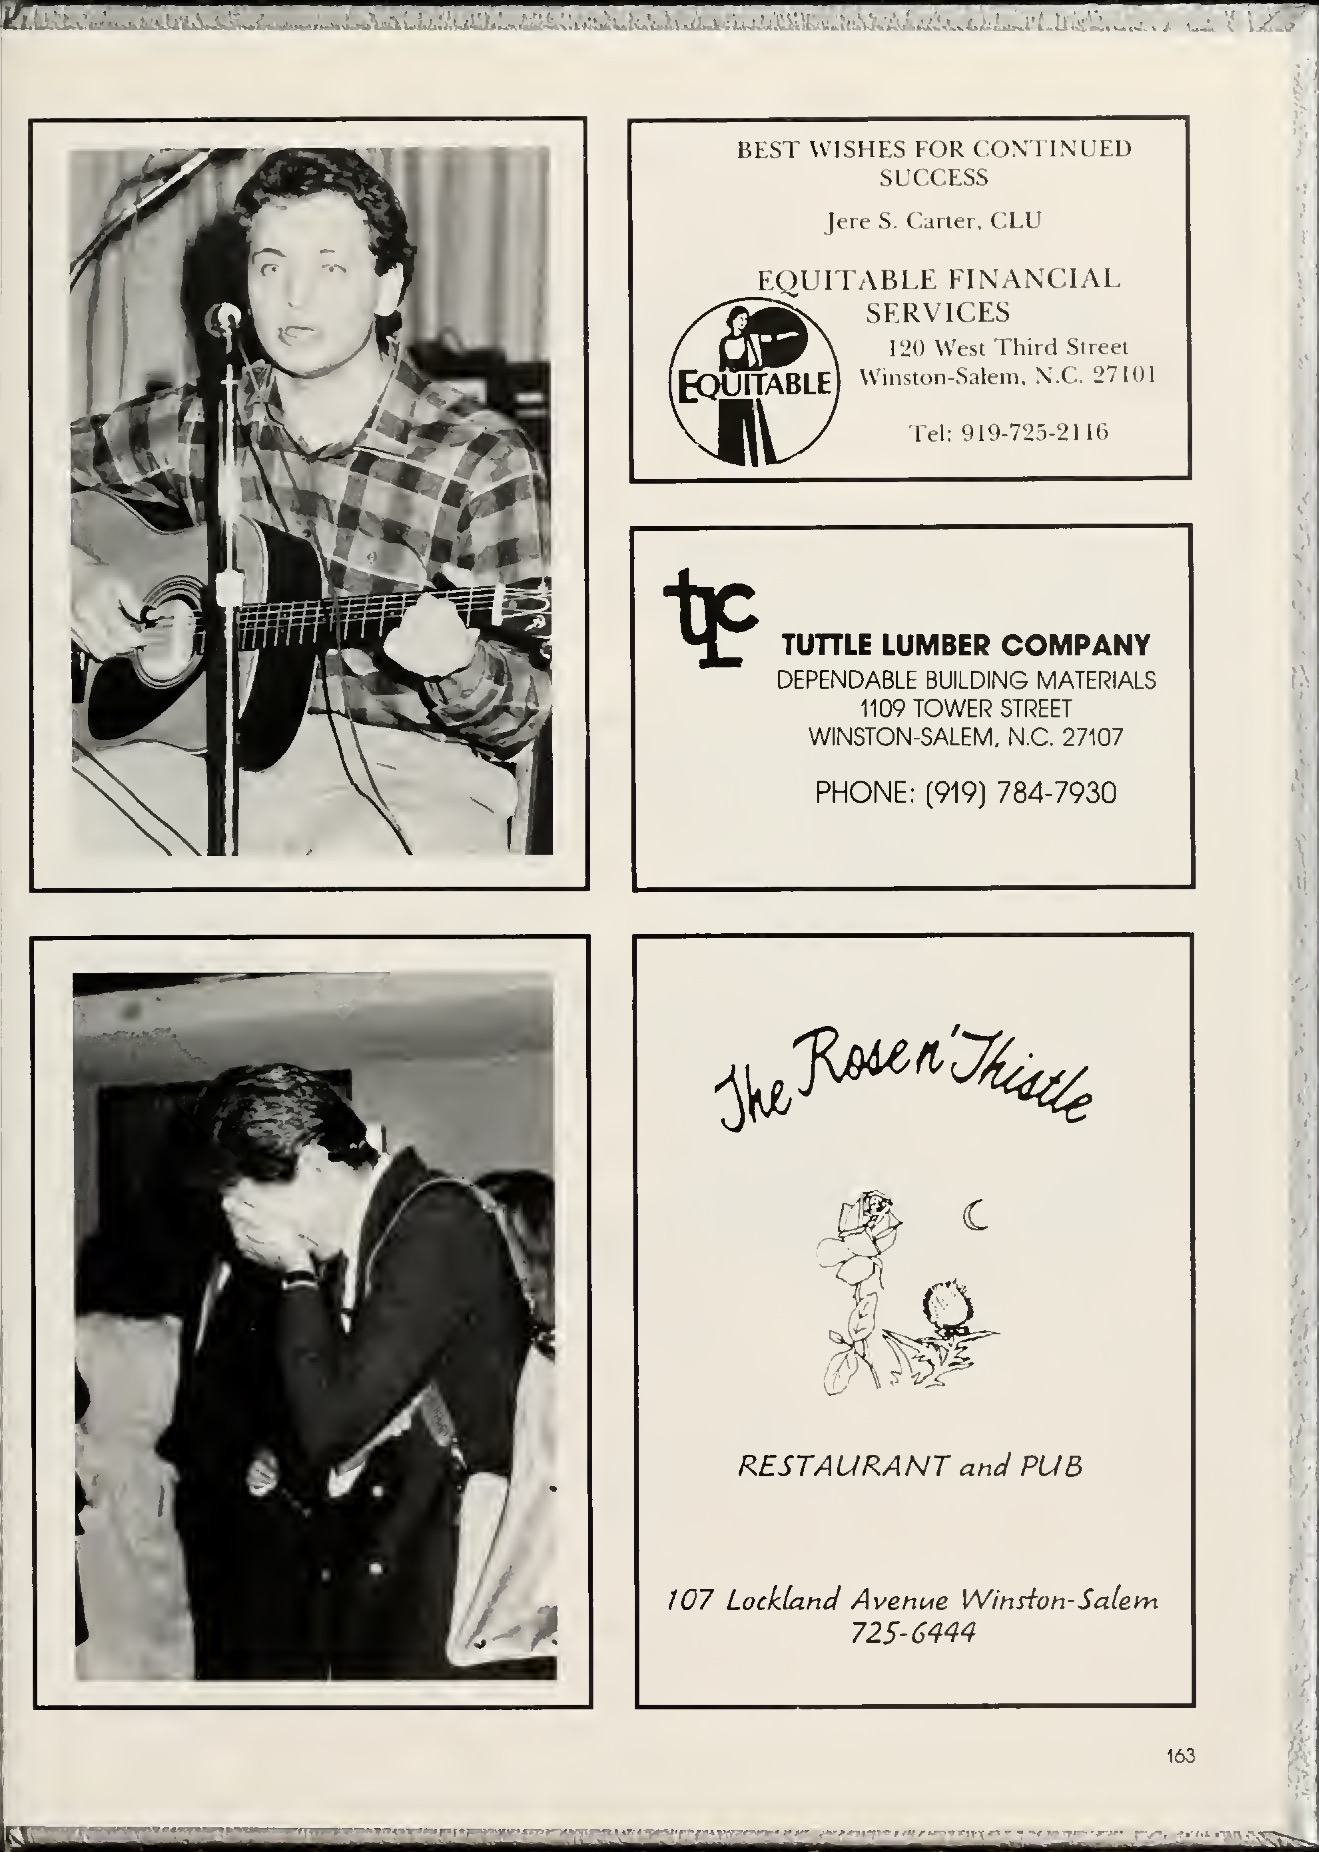 BEST WISHES FOR CONTINUED
SUCCESS
Jere S. Carter, CLU
EQUITABLE FINANCIAL
SERVICES
120 West Third Street
Winston-Salem, N.C. 27101
Tel: 919-725-2116
EQUITABLE
tlc
TUTTLE LUMBER COMPANY
DEPENDABLE BUILDING MATERIALS
1109 TOWER STREET
WINSTON-SALEM, N.C. 27107
PHONE: (919) 784-7930
The Rose n' Thistle
RESTAURANT and PUB
107 Lockland Avenue Winston-Salem
725-6444
163